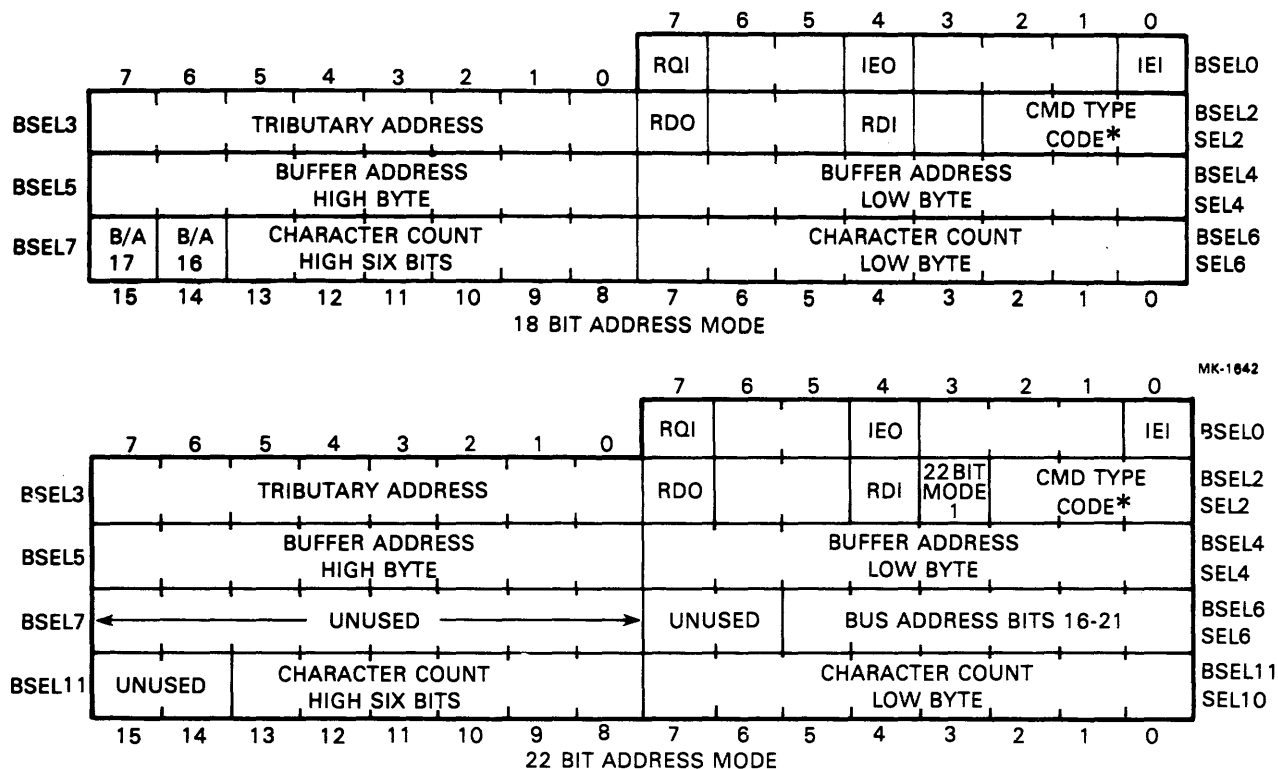 7 6 5 4 3 2 1 0
RQI IEO IEI BSELO
7 6 5 4 3 2 1 0
BSEL3 TRIBUTARY ADDRESS RDO RDI CMD TYPE CODE* BSEL2 SEL2
BSEL5 BUFFER ADDRESS HIGH BYTE BUFFER ADDRESS LOW BYTE BSEL4 SEL4
BSEL7 B/A 17 B/A 16 CHARACTER COUNT HIGH SIX BITS CHARACTER COUNT LOW BYTE BSEL6 SEL6
15 14 13 12 11 10 9 8 7 6 5 4 3 2 1 0
18 BIT ADDRESS MODE
MK-1642
7 6 5 4 3 2 1 0
RQI IEO IEI BSELO
7 6 5 4 3 2 1 0
BSEL3 TRIBUTARY ADDRESS RDO RDI 22 BIT MODE 1 CMD TYPE CODE* BSEL2 SEL2
BSEL5 BUFFER ADDRESS HIGH BYTE BUFFER ADDRESS LOW BYTE BSEL4 SEL4
BSEL7 UNUSED UNUSED BUS ADDRESS BITS 16-21 BSEL6 SEL6
BSEL11 UNUSED CHARACTER COUNT HIGH SIX BITS CHARACTER COUNT LOW BYTE BSEL11 SEL10
15 14 13 12 11 10 9 8 7 6 5 4 3 2 1 0
22 BIT ADDRESS MODE